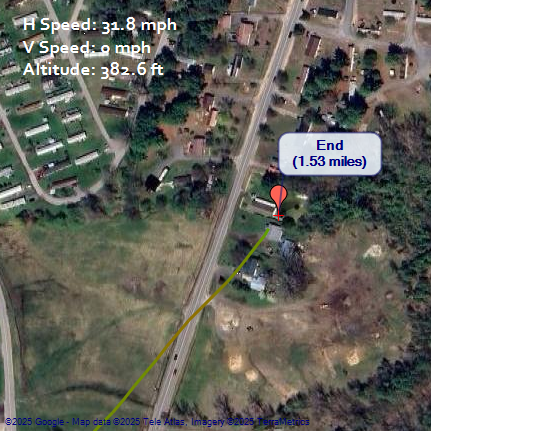 H Speed: 31.8 mph
V Speed: 0 mph
Altitude: 382.6 ft
End
(1.53 miles)
©2025 Google - Map data ©2025 Tele Atlas, Imagery ©2025 TerraMetrics